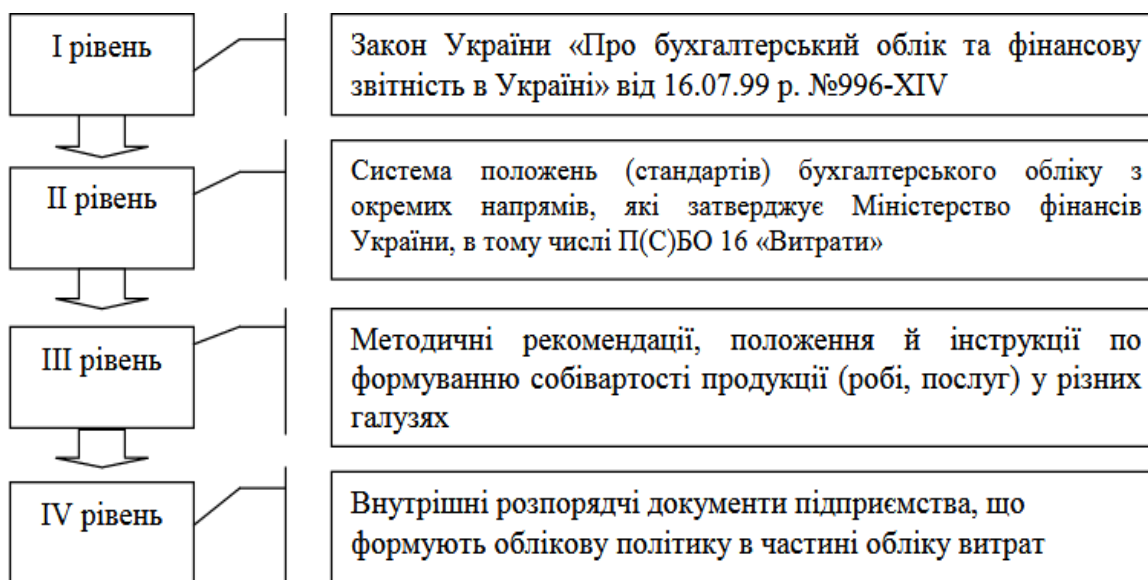 І рівень
Закон України «Про бухгалтерський облік та фінансову
звітність в Україні» від 16.07.99 р. №996-XIV
ІІ рівень
Система положень (стандартів) бухгалтерського обліку з
окремих напрямів, які затверджує Міністерство фінансів
України, в тому числі П(С)БО 16 «Витрати»
ІІІ рівень
Методичні рекомендації, положення й інструкції по
формуванню собівартості продукції (робі, послуг) у різних
галузях
IV рівень
Внутрішні розпорядчі документи підприємства, що
формують облікову політику в частині обліку витрат